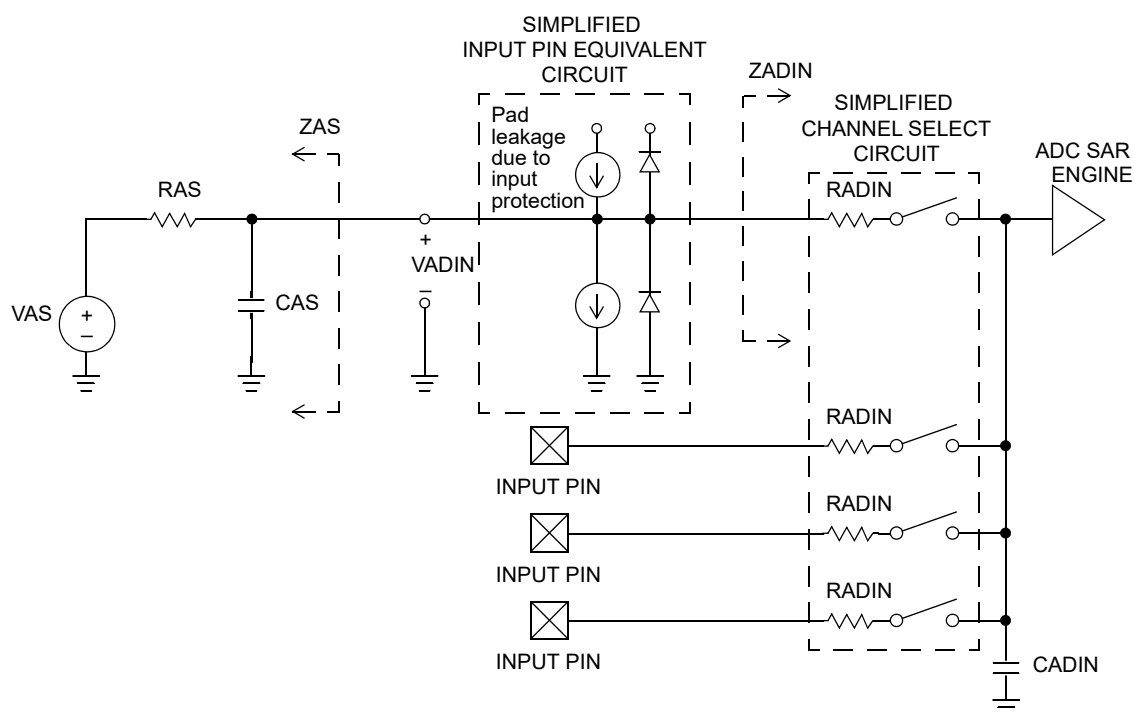 SIMPLIFIED
INPUT PIN EQUIVALENT
CIRCUIT
ZADIN
SIMPLIFIED
CHANNEL SELECT
CIRCUIT
ADC SAR
ENGINE
Pad
leakage
due to
input
protection
ZAS
RAS
RADIN
+
VADIN
–
CAS
VAS
+
–
RADIN
INPUT PIN
RADIN
INPUT PIN
RADIN
INPUT PIN
CADIN